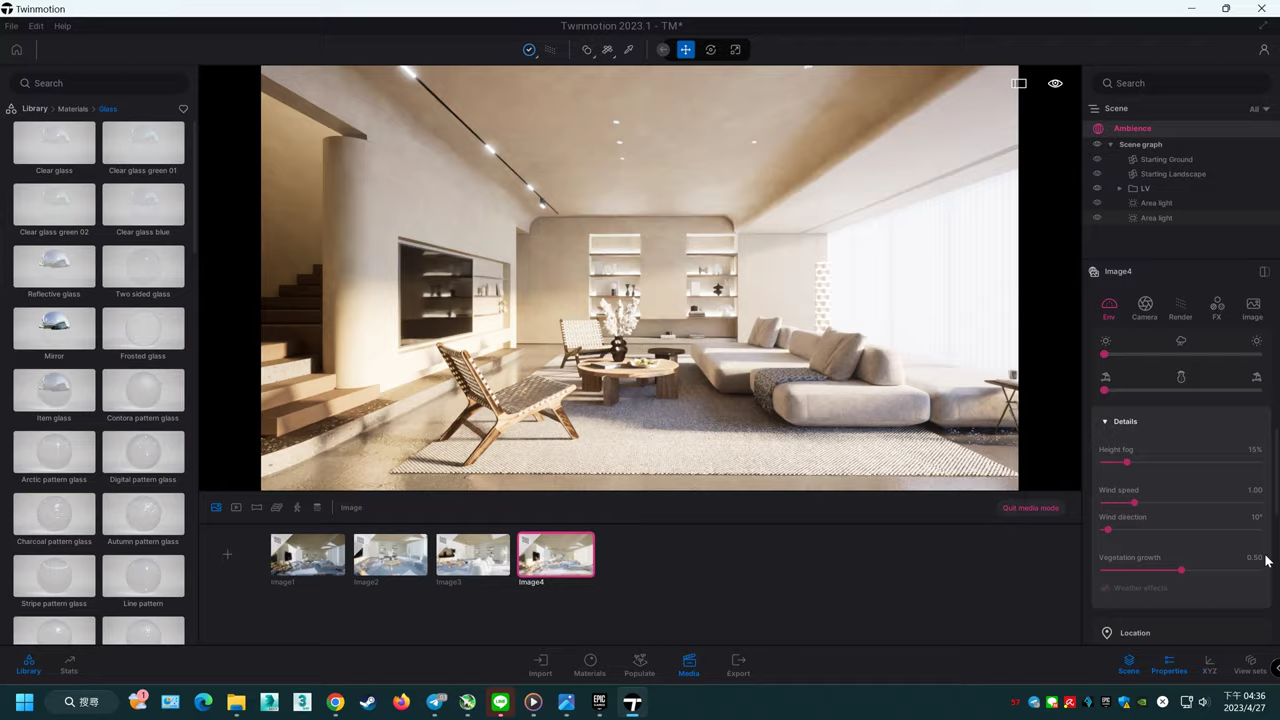 Twinmotion
File Edit Help
Twinmotion 2023.1 - TM*
Search
Library > Materials > Glass
Clear glass
Clear glass green 01
Clear glass green 02
Clear glass blue
Reflective glass
Two sided glass
Mirror
Frosted glass
Item glass
Contora pattern glass
Arctic pattern glass
Digital pattern glass
Charcoal pattern glass
Autumn pattern glass
Stripe pattern glass
Line pattern
Image
Quit media mode
Image1
Image2
Image3
Image4
Search
Scene
All
Ambience
Scene graph
Starting Ground
Starting Landscape
LV
Area light
Area light
Image4
Env
Camera
Render
FX
Image
Details
Height fog 15%
Wind speed 1.00
Wind direction 10°
Vegetation growth 0.50
Weather effects
Location
Library
Stats
Import
Materials
Populate
Media
Export
Scene
Properties
XYZ
View sets
搜尋
EPIC
GAMES
57
下午 04:36
2023/4/27